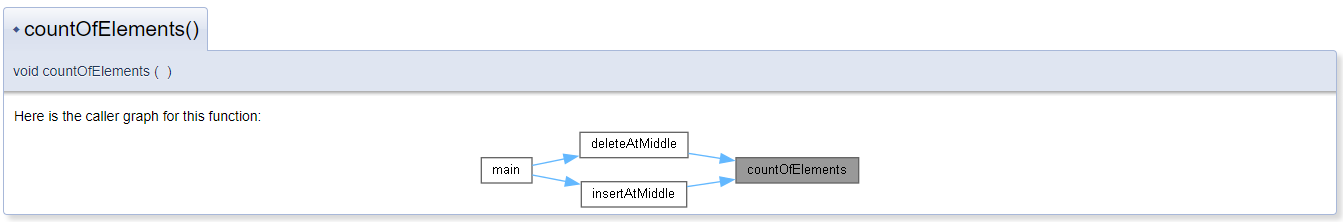 ◆ countOfElements()
void countOfElements ( )
Here is the caller graph for this function:
deleteAtMiddle
main
countOfElements
insertAtMiddle